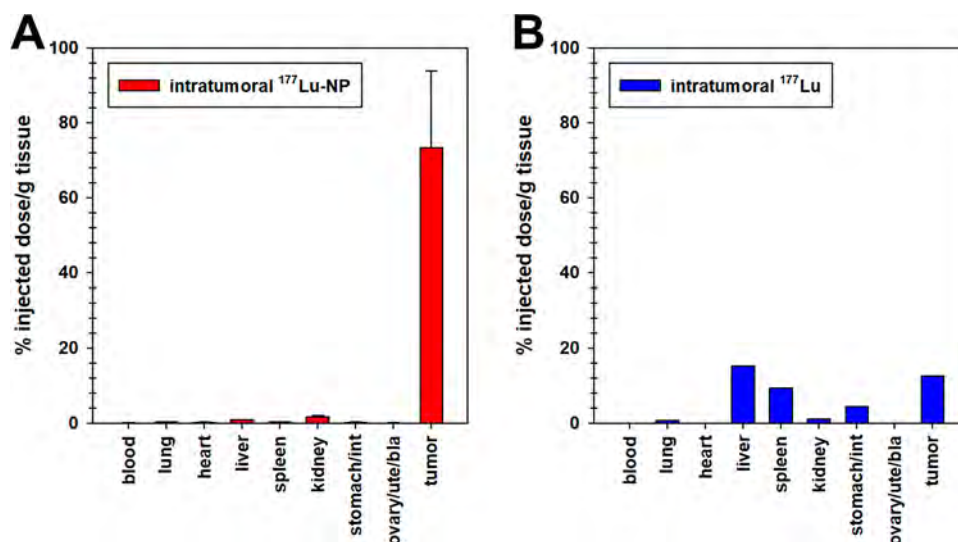 A
% injected dose/g tissue
100
80
60
40
20
0
intratumoral ¹⁷⁷Lu-NP
blood
lung
heart
liver
spleen
kidney
stomach/int
ovary/ute/bla
tumor
B
% injected dose/g tissue
100
80
60
40
20
0
intratumoral ¹⁷⁷Lu
blood
lung
heart
liver
spleen
kidney
stomach/int
ovary/ute/bla
tumor